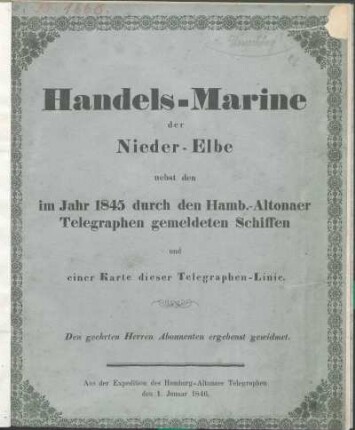 Handels-Marine
der
Nieder-Elbe
nebst den
im Jahr 1845 durch den Hamb.-Altonaer
Telegraphen gemeldeten Schiffen
und
einer Karte dieser Telegraphen-Linie.
Den geehrten Herren Abonnenten ergebenst gewidmet.
Aus der Expedition des Hamburg-Altonaer Telegraphen
den 1. Januar 1846.